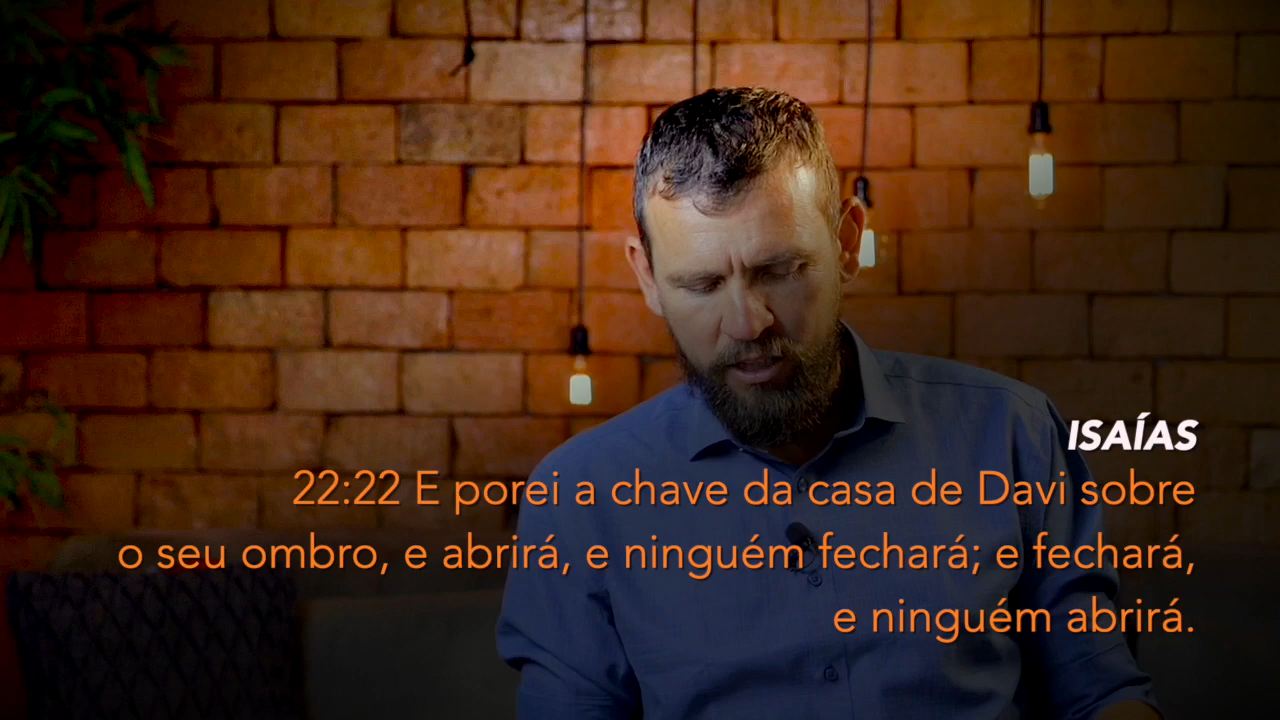 ISAÍAS
22:22 E porei a chave da casa de Davi sobre
o seu ombro, e abrirá, e ninguém fechará; e fechará,
e ninguém abrirá.